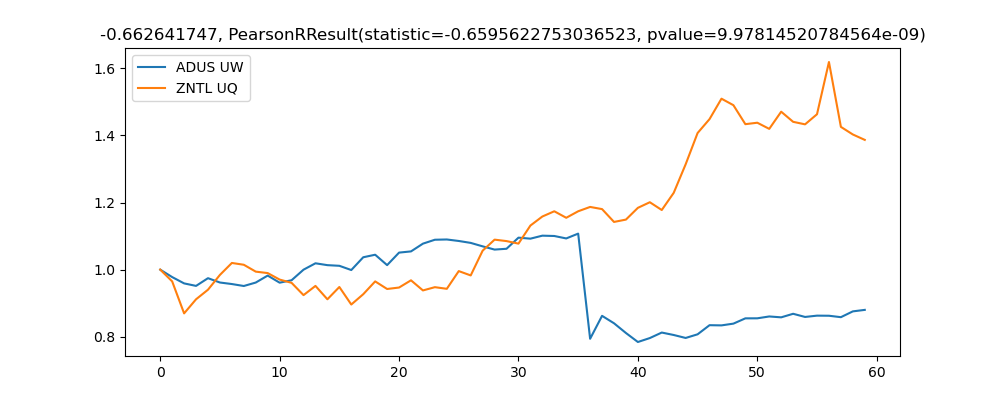 -0.662641747, PearsonRResult(statistic=-0.6595622753036523, pvalue=9.97814520784564e-09)
ADUS UW
ZNTL UQ
1.6
1.4
1.2
1.0
0.8
0 10 20 30 40 50 60